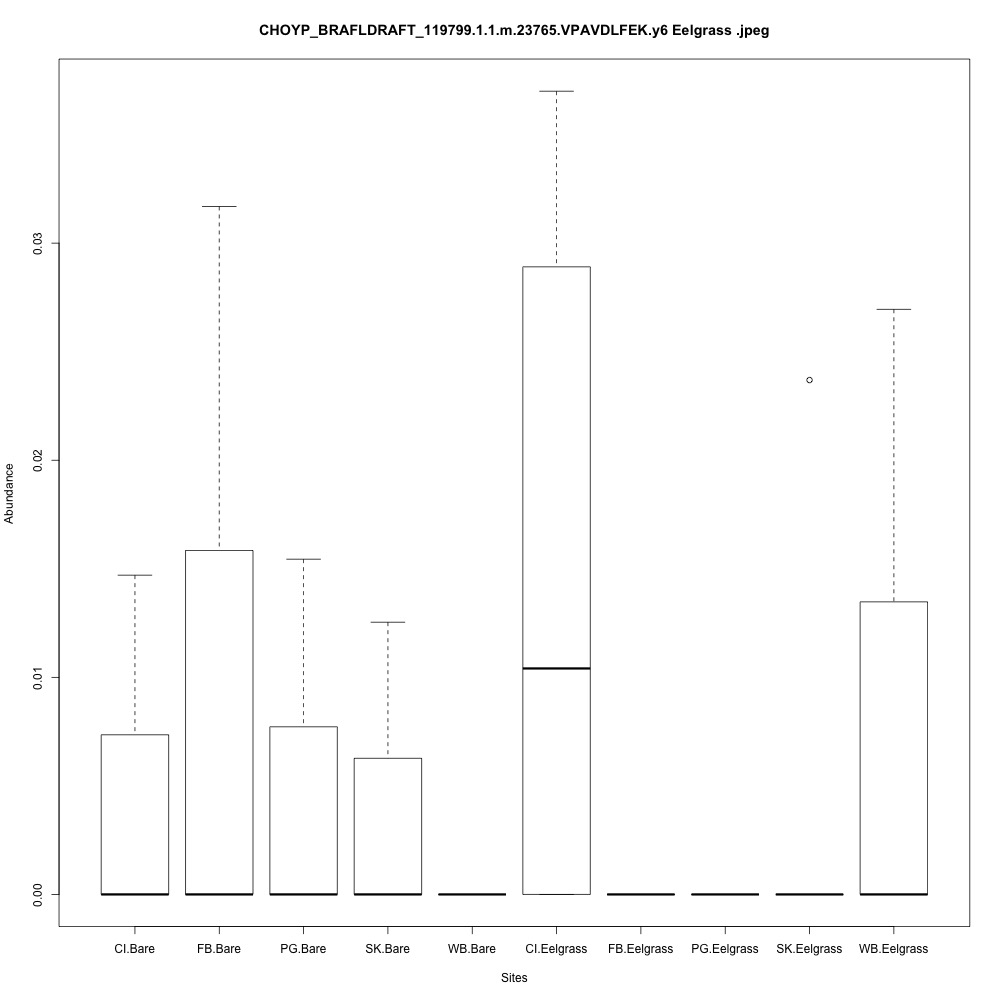 CHOYP_BRAFLDRAFT_119799.1.1.m.23765.VPAVDLFEK.y6 Eelgrass .jpeg
Abundance
0.03
0.02
0.01
0.00
CI.Bare FB.Bare PG.Bare SK.Bare WB.Bare CI.Eelgrass FB.Eelgrass PG.Eelgrass SK.Eelgrass WB.Eelgrass
Sites